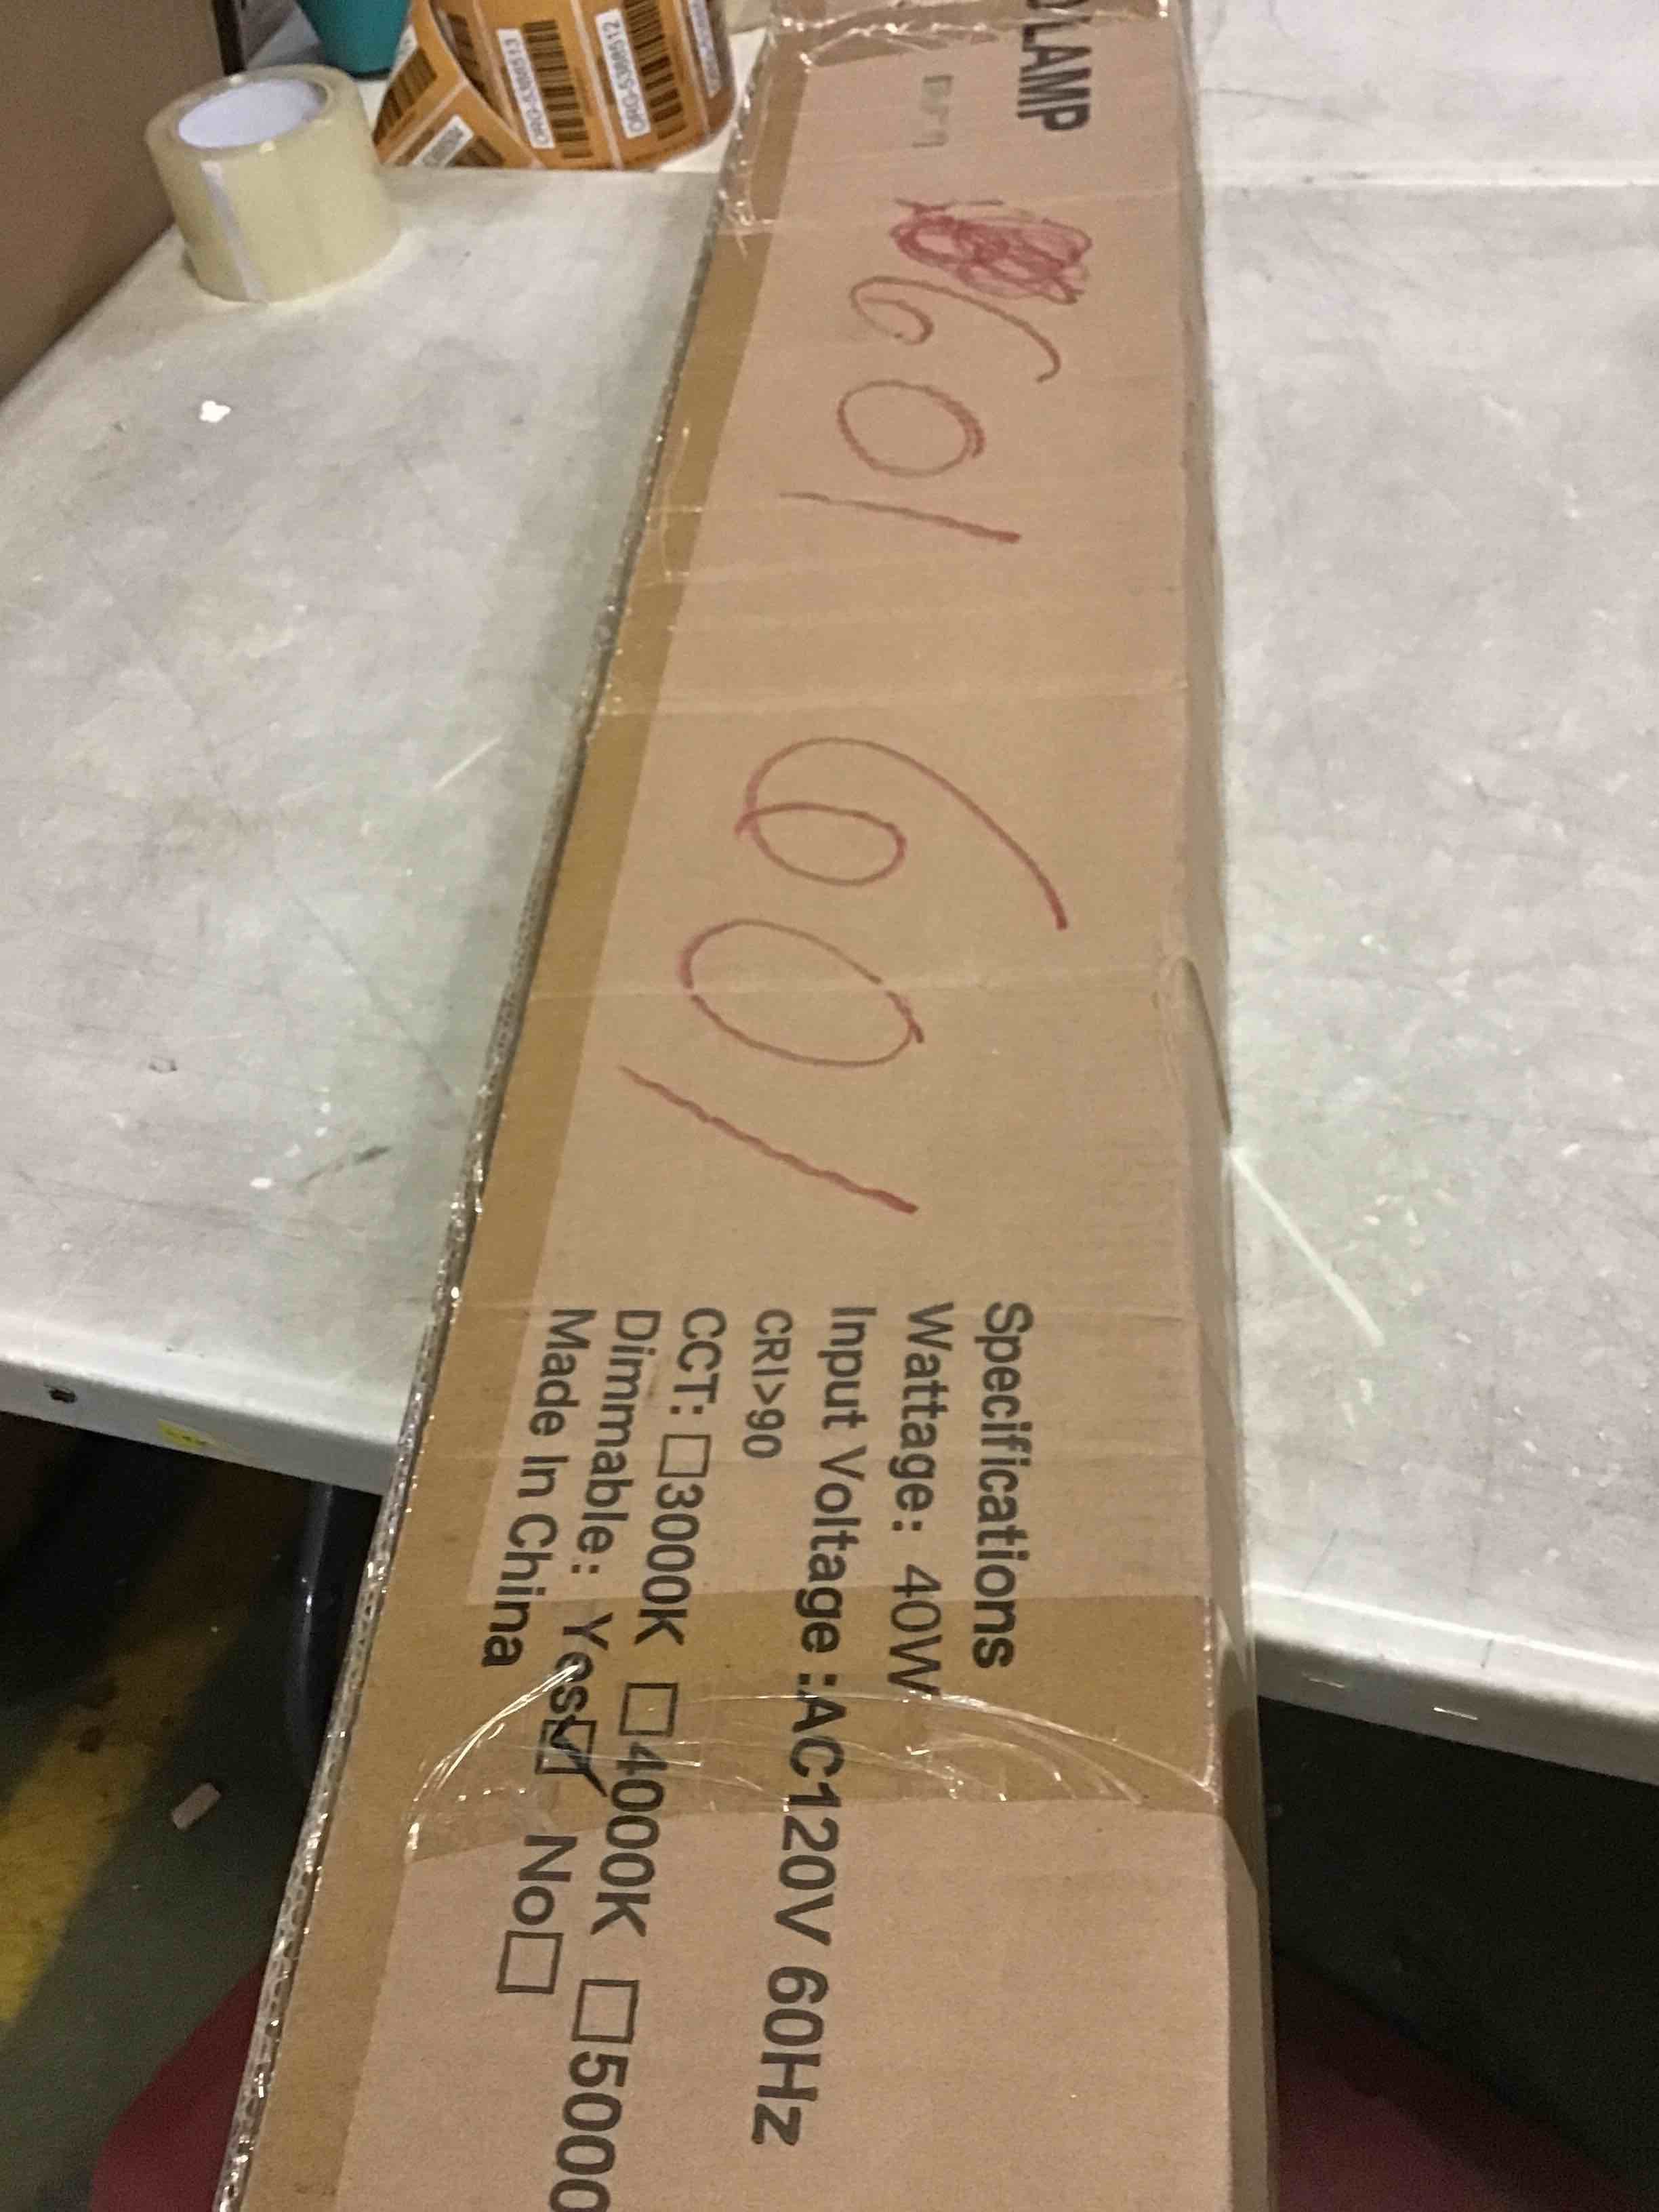 LAMP
601
601
Specifications
Wattage: 40W
Input Voltage :AC120V 60Hz
CRI>90
CCT: □3000K □4000K □5000
Dimmable: Yes☑ No□
Made In China